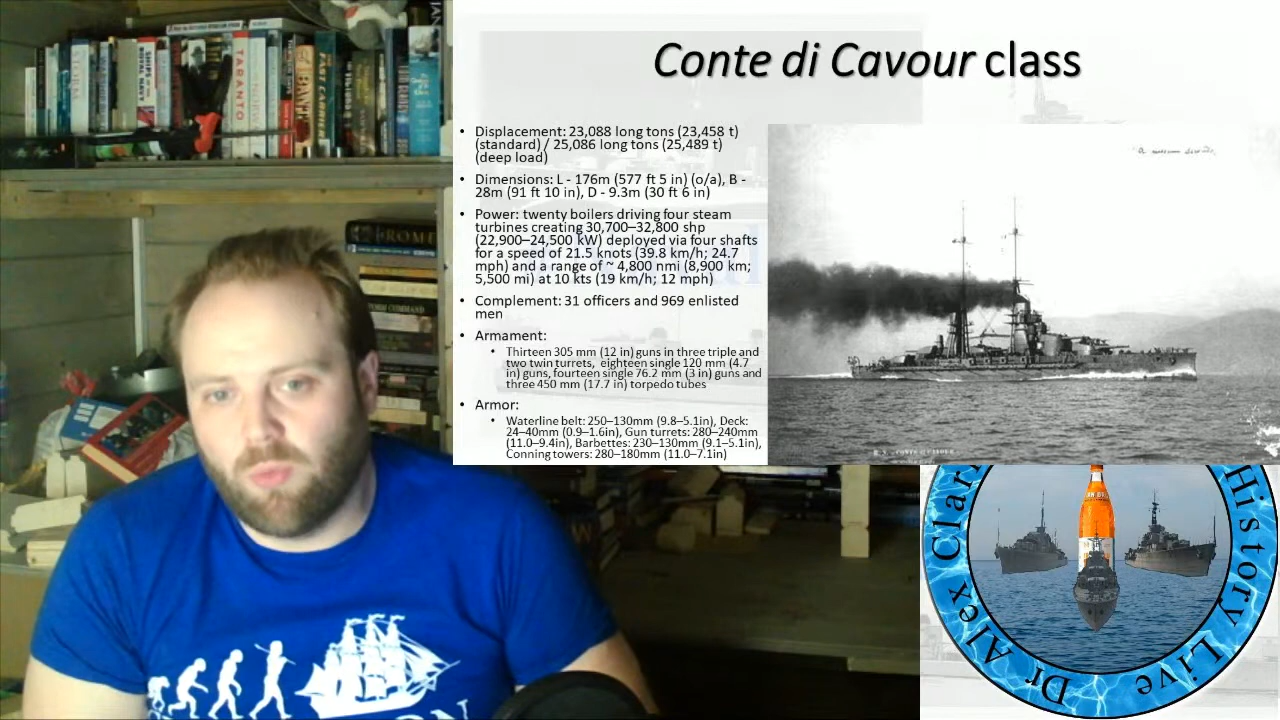 Conte di Cavour class
• Displacement: 23,088 long tons (23,458 t)
(standard) / 25,086 long tons (25,489 t)
(deep load)
• Dimensions: L - 176m (577 ft 5 in) (o/a), B -
28m (91 ft 10 in), D - 9.3m (30 ft 6 in)
• Power: twenty boilers driving four steam
turbines creating 30,700–32,800 shp
(22,900–24,500 kW) deployed via four shafts
for a speed of 21.5 knots (39.8 km/h; 24.7
mph) and a range of ~ 4,800 nmi (8,900 km;
5,500 mi) at 10 kts (19 km/h; 12 mph)
• Complement: 31 officers and 969 enlisted
men
• Armament:
• Thirteen 305 mm (12 in) guns in three triple and
two twin turrets, eighteen single 120 mm (4.7
in) guns, fourteen single 76.2 mm (3 in) guns and
three 450 mm (17.7 in) torpedo tubes
• Armor:
• Waterline belt: 250–130mm (9.8–5.1in), Deck:
24–40mm (0.9–1.6in), Gun turrets: 280–240mm
(11.0–9.4in), Barbettes: 230–130mm (9.1–5.1in),
Conning towers: 280–180mm (11.0–7.1in)
TARANTO
ROME
Dr Alex Clar
History Live